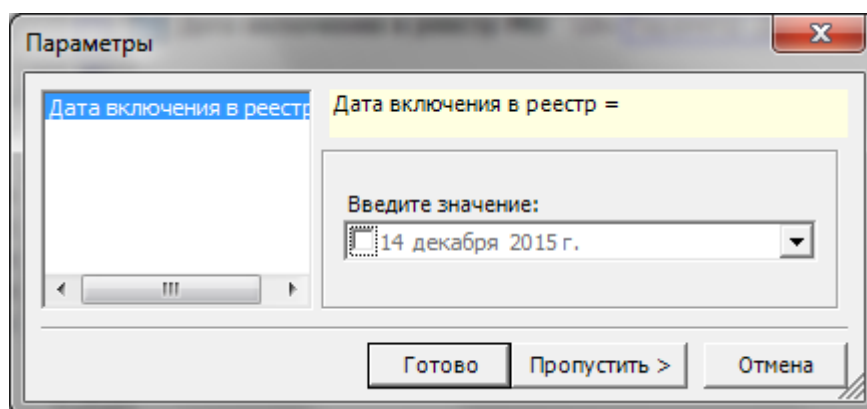 Параметры
Дата включения в реестр
Дата включения в реестр =
Введите значение:
14 декабря 2015 г.
Готово
Пропустить >
Отмена